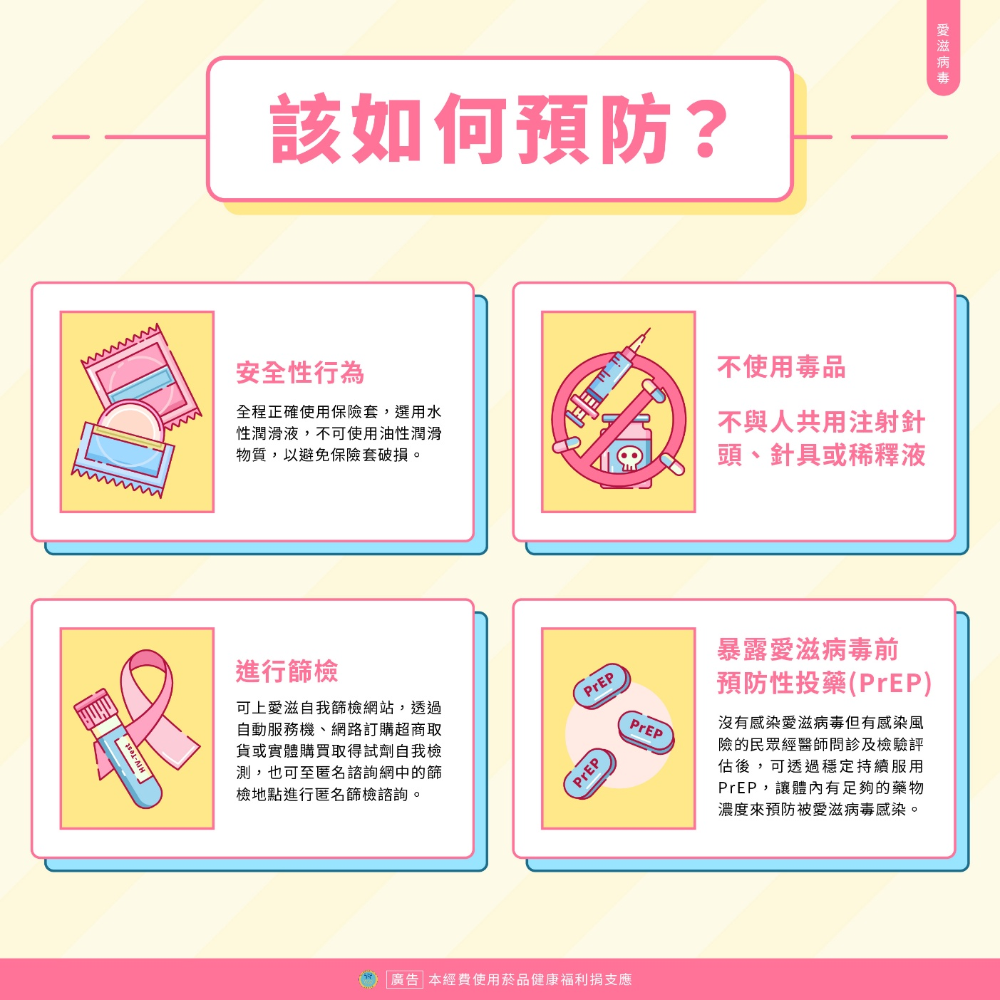 愛滋病毒
該如何預防？
安全性行為
全程正確使用保險套，選用水
性潤滑液，不可使用油性潤滑
物質，以避免保險套破損。
不使用毒品
不與人共用注射針
頭、針具或稀釋液
進行篩檢
可上愛滋自我篩檢網站，透過
自動服務機、網路訂購超商取
貨或實體購買取得試劑自我檢
測，也可至匿名諮詢網中的篩
檢地點進行匿名篩檢諮詢。
HIV-Test
暴露愛滋病毒前
預防性投藥(PrEP)
沒有感染愛滋病毒但有感染風
險的民眾經醫師問診及檢驗評
估後，可透過穩定持續服用
PrEP，讓體內有足夠的藥物
濃度來預防被愛滋病毒感染。
PrEP
PrEP
PrEP
廣告 本經費使用菸品健康福利捐支應